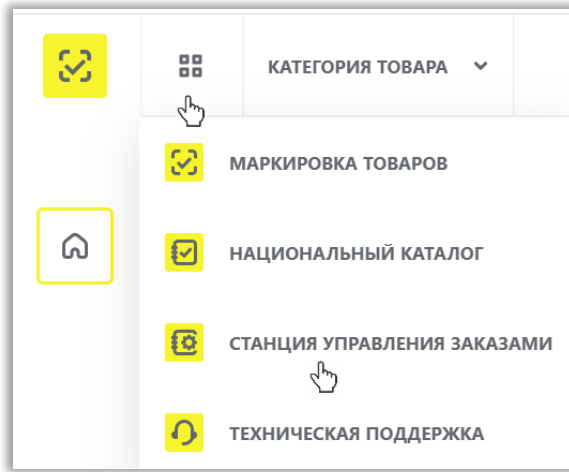 КАТЕГОРИЯ ТОВАРА
МАРКИРОВКА ТОВАРОВ
НАЦИОНАЛЬНЫЙ КАТАЛОГ
СТАНЦИЯ УПРАВЛЕНИЯ ЗАКАЗАМИ
ТЕХНИЧЕСКАЯ ПОДДЕРЖКА